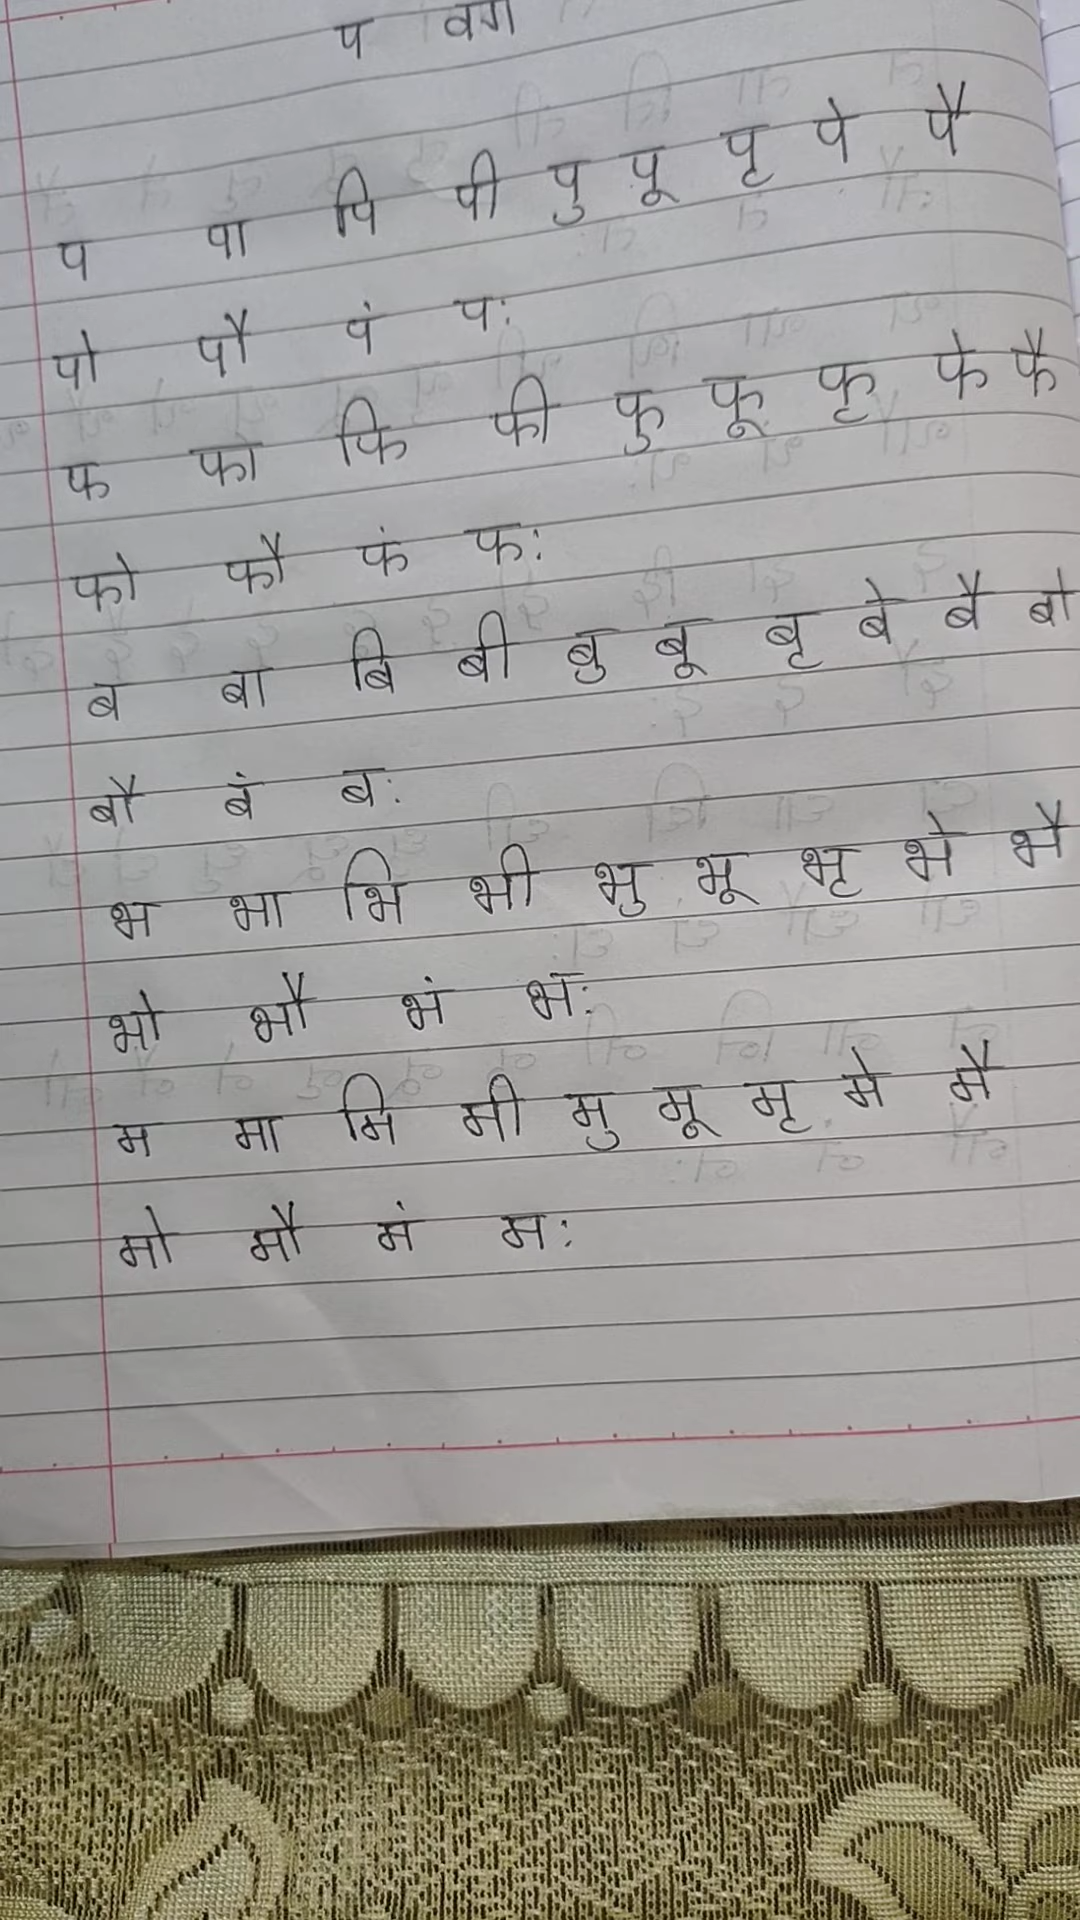 प वर्ग
प पा पि पी पु पू पृ पे पै
पो पौ पं पः
फ फा फि फी फु फू फृ फे फै
फो फौ फं फः
ब बा बि बी बु बू बृ बे बै बो
बौ बं बः
भ भा भि भी भु भू भृ भे भै
भो भौ भं भः
म मा मि मी मु मू मृ मे मै
मो मौ मं मः